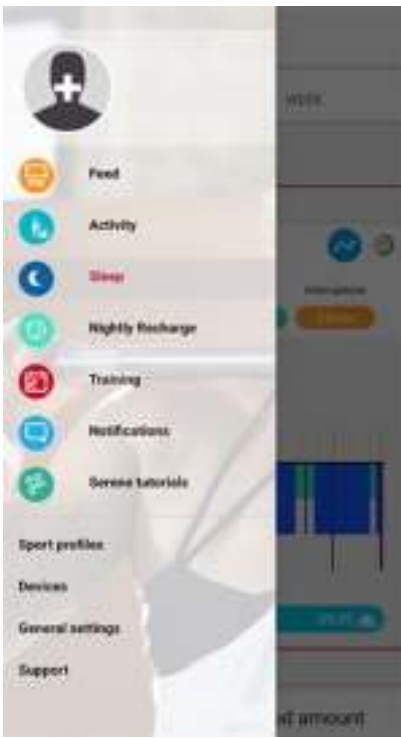 WEEK
Feed
Activity
Sleep
Nightly Recharge
Training
Notifications
Serene tutorials
Sport profiles
Devices
General settings
Support
amount